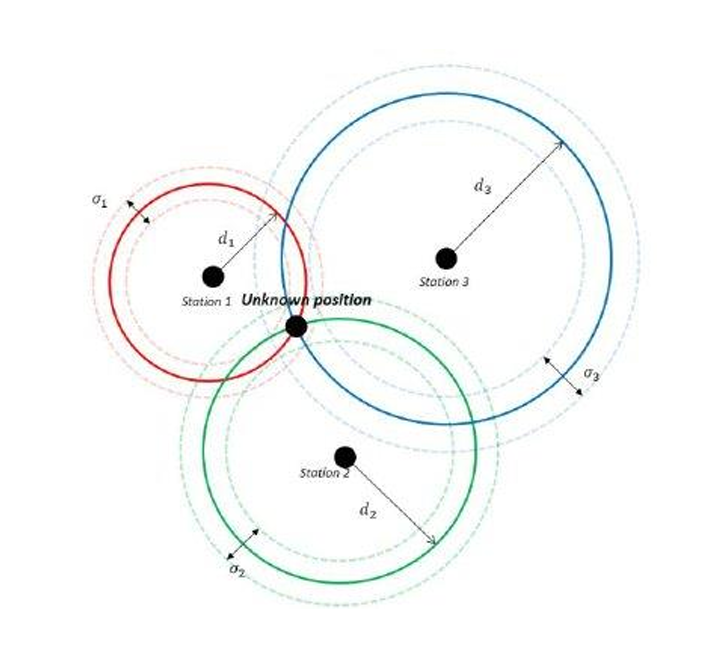 d₃
σ₁
d₁
Station 3
Station 1
Unknown position
σ₃
Station 2
d₂
σ₂